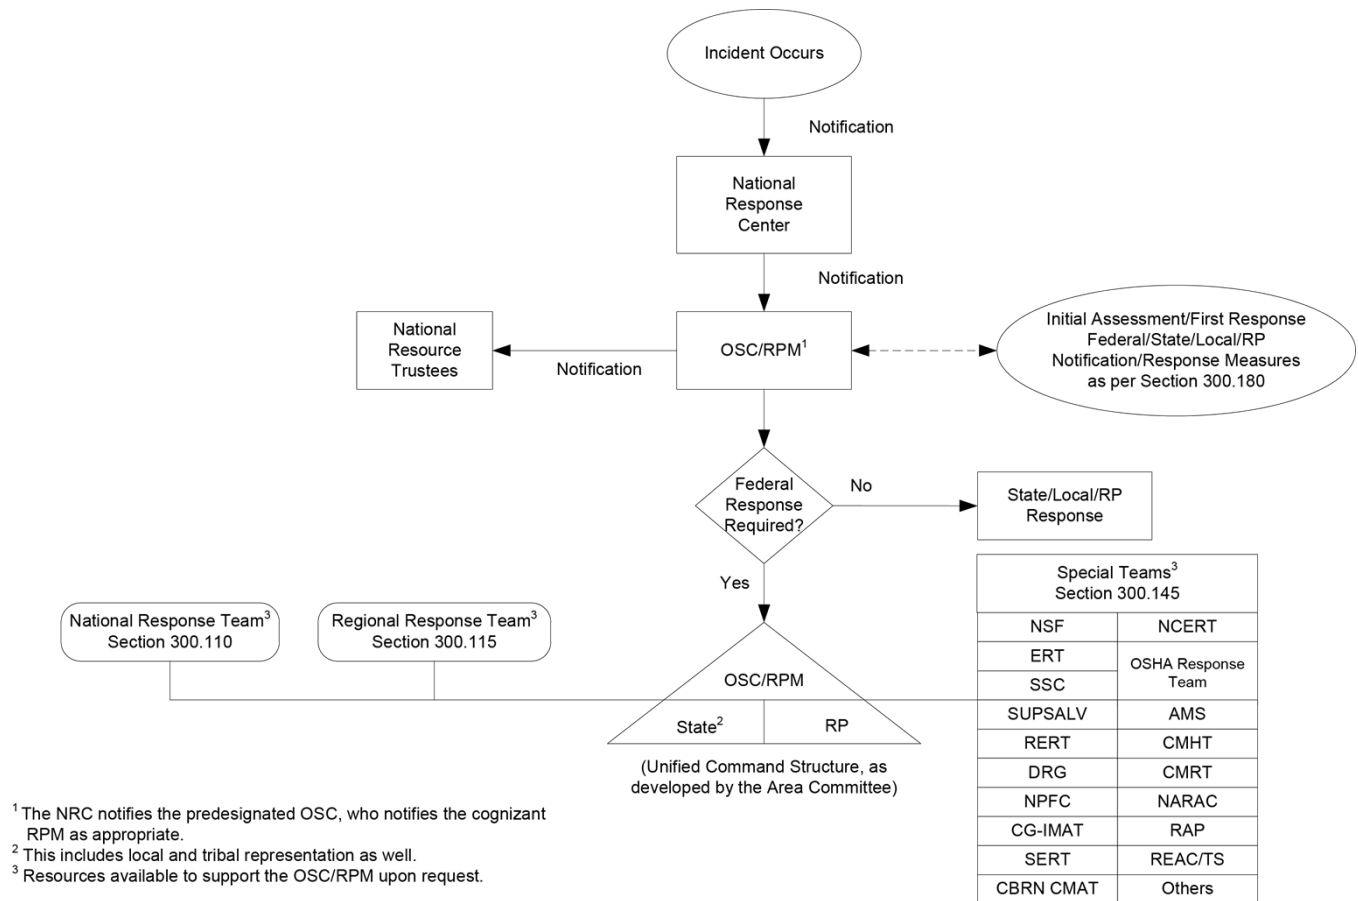 Incident Occurs
Notification
National
Response
Center
Notification
National
Resource
Trustees
Notification
OSC/RPM¹
Initial Assessment/First Response
Federal/State/Local/RP
Notification/Response Measures
as per Section 300.180
Federal
Response
Required?
No
State/Local/RP
Response
Yes
National Response Team³
Section 300.110
Regional Response Team³
Section 300.115
OSC/RPM
State²
RP
(Unified Command Structure, as
developed by the Area Committee)
Special Teams³
Section 300.145
NSF
NCERT
ERT
OSHA Response
Team
SSC
SUPSALV
AMS
RERT
CMHT
DRG
CMRT
NPFC
NARAC
CG-IMAT
RAP
SERT
REAC/TS
CBRN CMAT
Others
¹ The NRC notifies the predesignated OSC, who notifies the cognizant
RPM as appropriate.
² This includes local and tribal representation as well.
³ Resources available to support the OSC/RPM upon request.